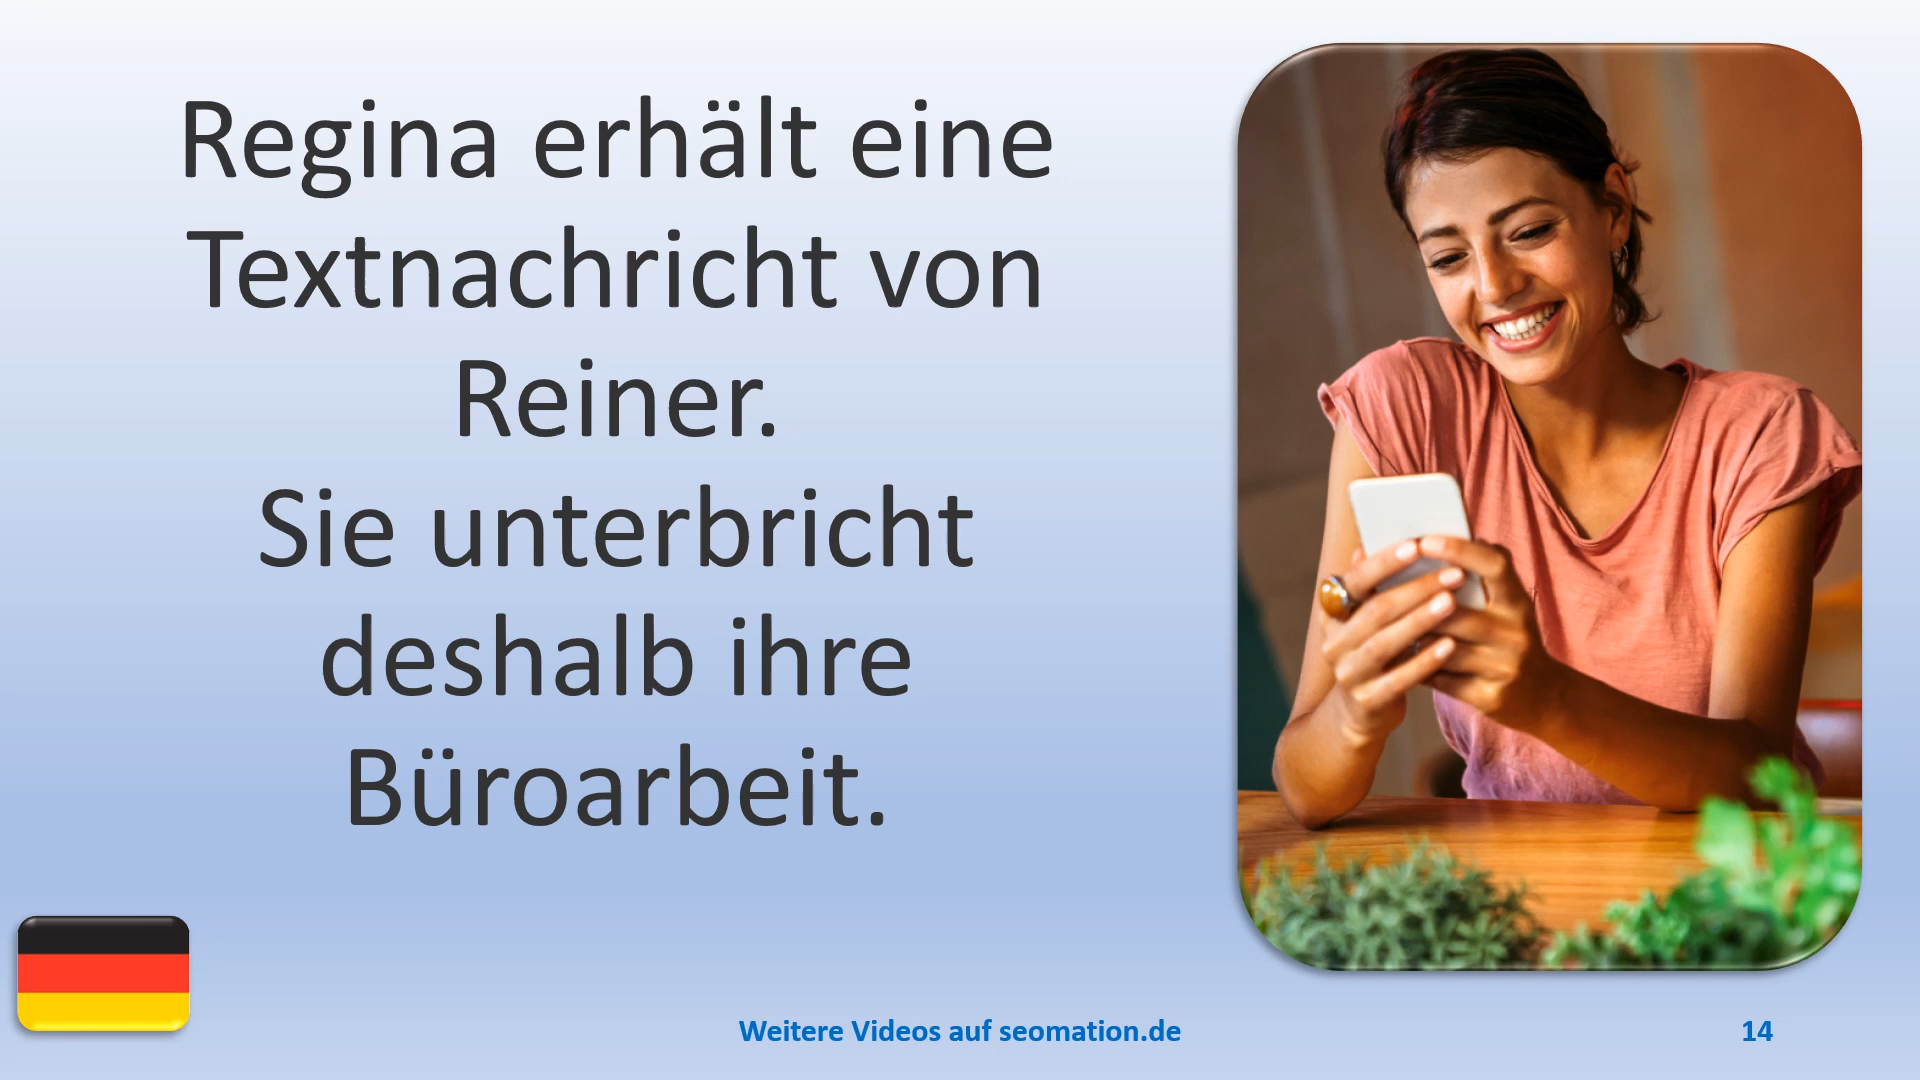 Regina erhält eine
Textnachricht von
Reiner.
Sie unterbricht
deshalb ihre
Büroarbeit.
Weitere Videos auf seomation.de
14